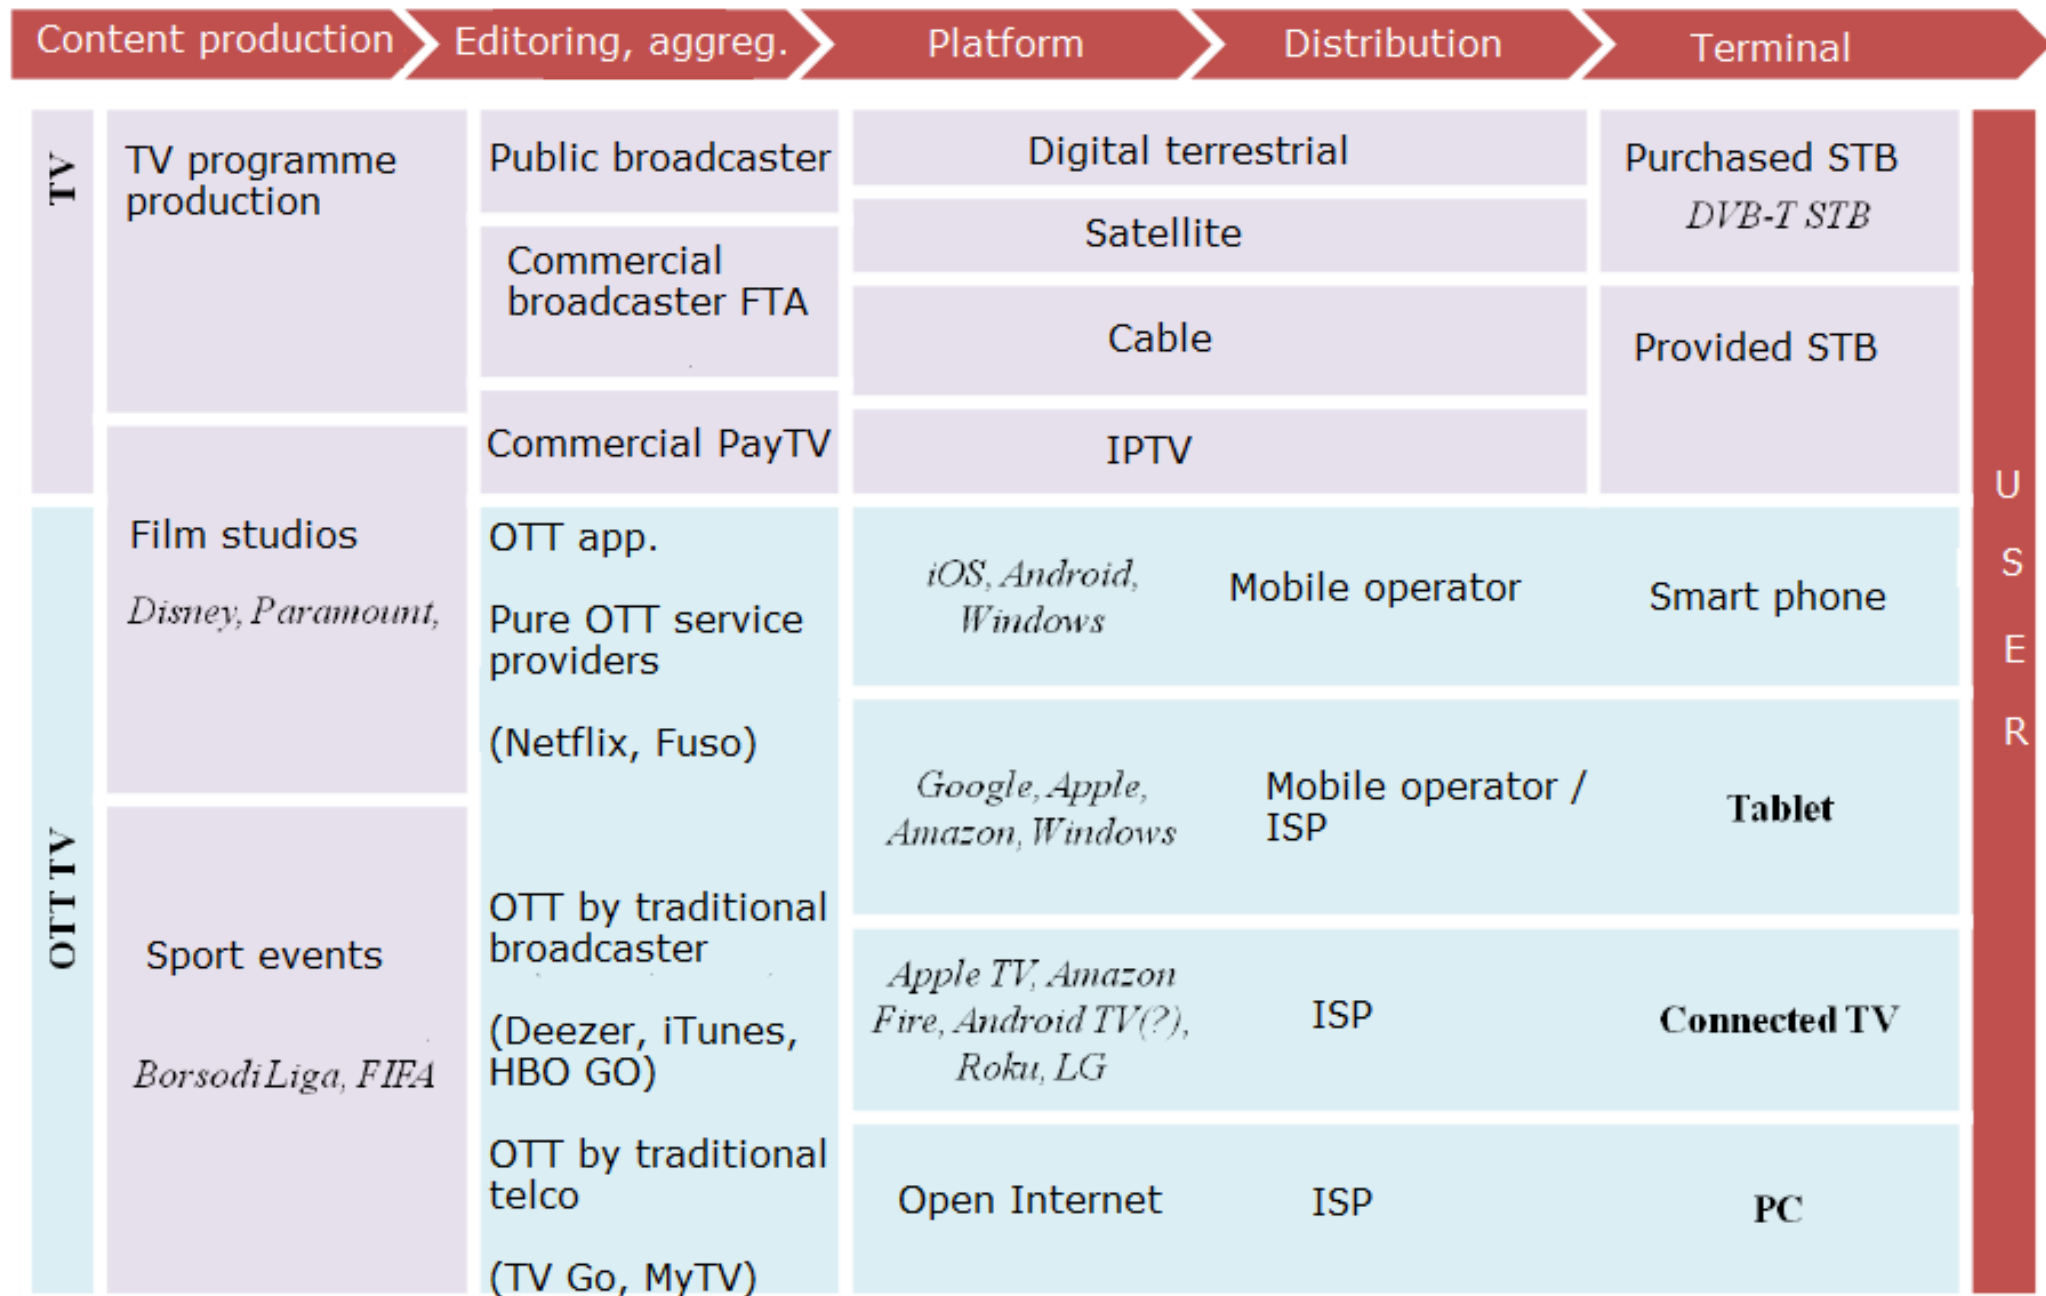 Content production
Editoring, aggreg.
Platform
Distribution
Terminal
TV
TV programme
production
Film studios
Disney, Paramount,
Sport events
Borsodi Liga, FIFA
Public broadcaster
Commercial
broadcaster FTA
Commercial PayTV
Digital terrestrial
Satellite
Cable
IPTV
Purchased STB
DVB-T STB
Provided STB
OTT TV
OTT app.
Pure OTT service
providers
(Netflix, Fuso)
OTT by traditional
broadcaster
(Deezer, iTunes,
HBO GO)
OTT by traditional
telco
(TV Go, MyTV)
iOS, Android,
Windows
Mobile operator
Smart phone
Google, Apple,
Amazon, Windows
Mobile operator /
ISP
Tablet
Apple TV, Amazon
Fire, Android TV(?),
Roku, LG
ISP
Connected TV
Open Internet
ISP
PC
U
S
E
R